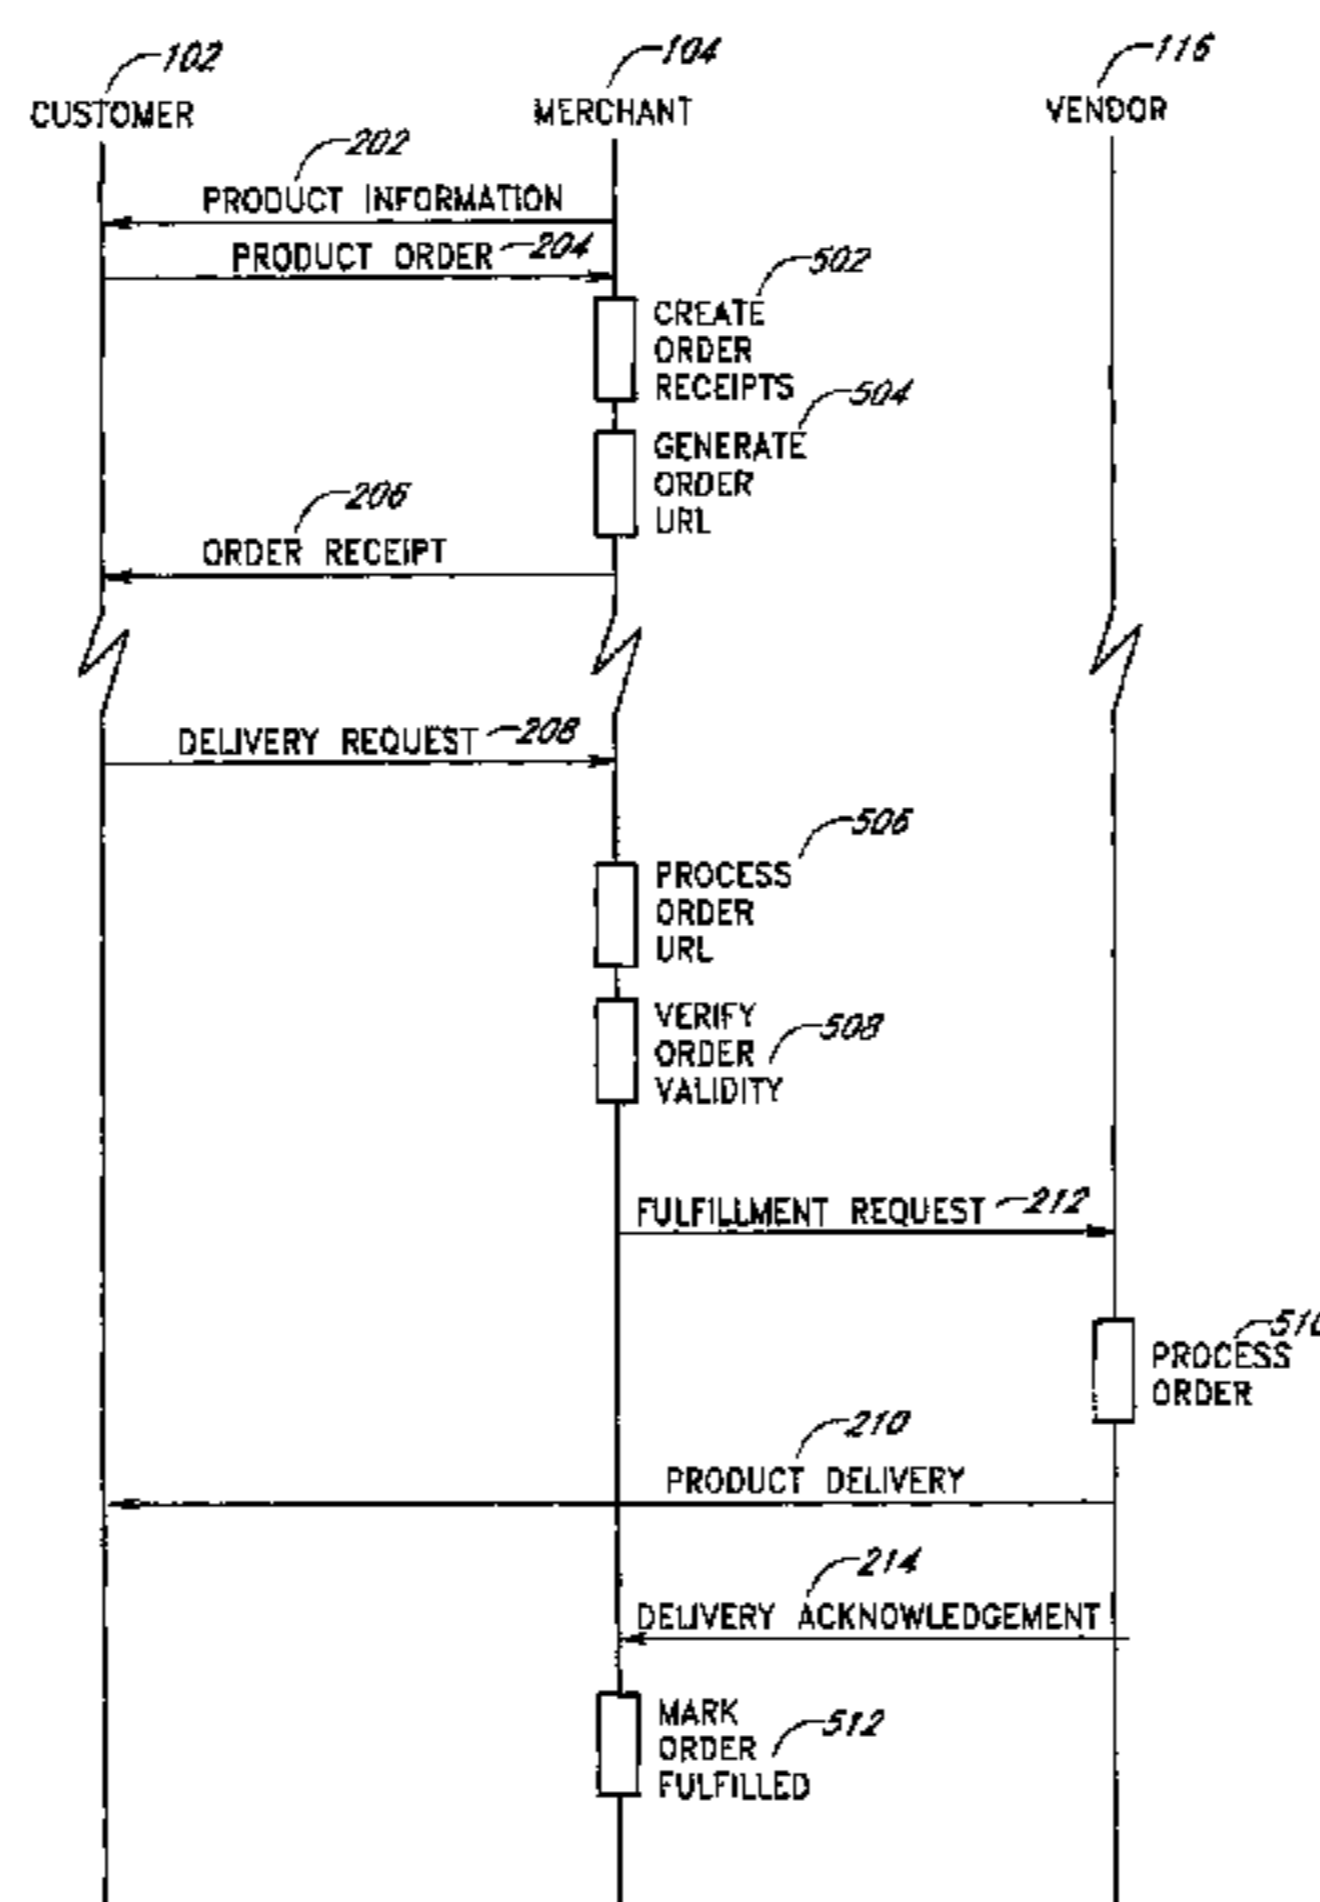 102
104
116
CUSTOMER
MERCHANT
VENDOR
202
PRODUCT INFORMATION
PRODUCT ORDER 204
502
CREATE
ORDER
RECEIPTS
504
GENERATE
ORDER
URL
206
ORDER RECEIPT
DELIVERY REQUEST 208
506
PROCESS
ORDER
URL
VERIFY
ORDER
VALIDITY
508
FULFILLMENT REQUEST 212
510
PROCESS
ORDER
210
PRODUCT DELIVERY
214
DELIVERY ACKNOWLEDGEMENT
MARK
ORDER
FULFILLED
512